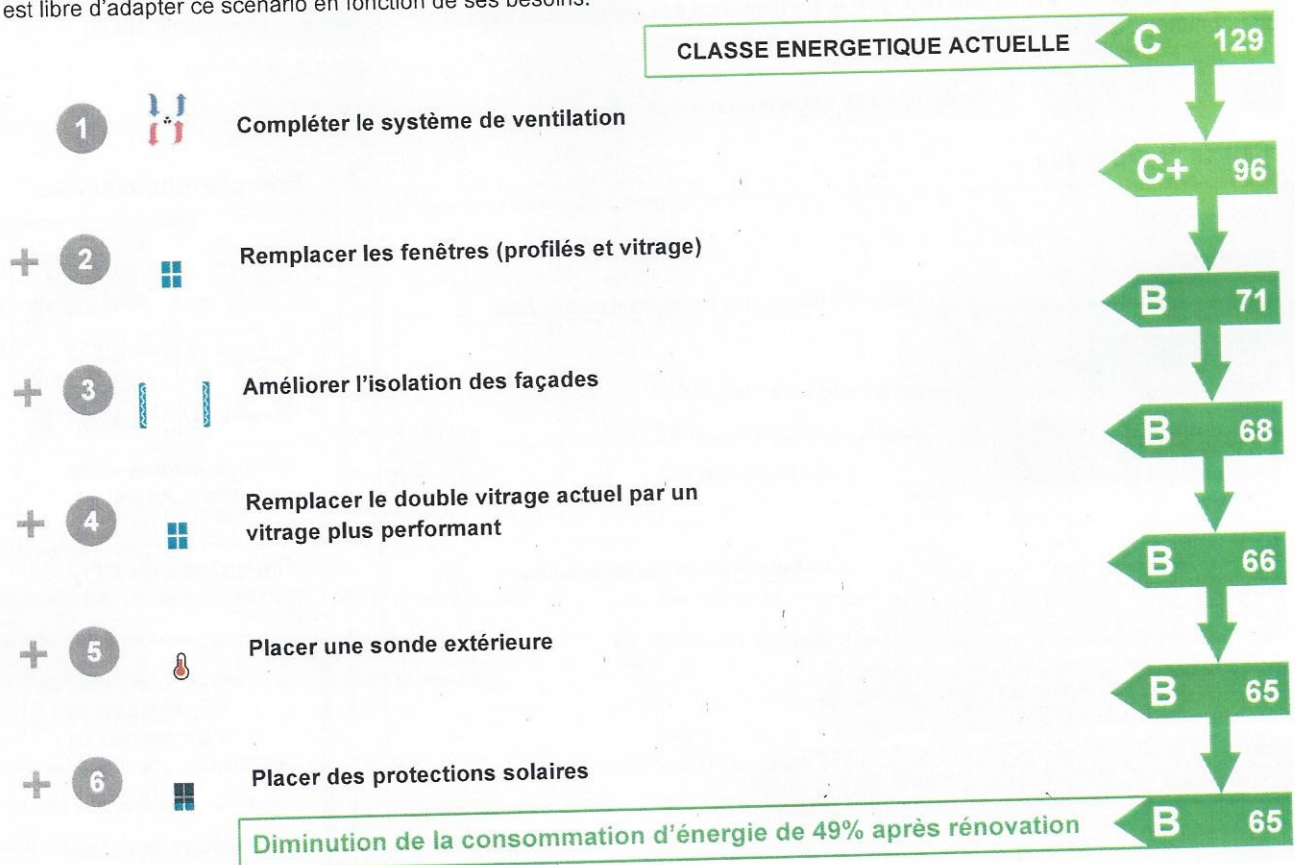 est libre d'adapter ce scénario en fonction de ses besoins.
CLASSE ENERGETIQUE ACTUELLE C 129
1 Compléter le système de ventilation
C+ 96
+ 2 Remplacer les fenêtres (profilés et vitrage)
B 71
+ 3 Améliorer l'isolation des façades
B 68
+ 4 Remplacer le double vitrage actuel par un
vitrage plus performant
B 66
+ 5 Placer une sonde extérieure
B 65
+ 6 Placer des protections solaires
Diminution de la consommation d'énergie de 49% après rénovation B 65